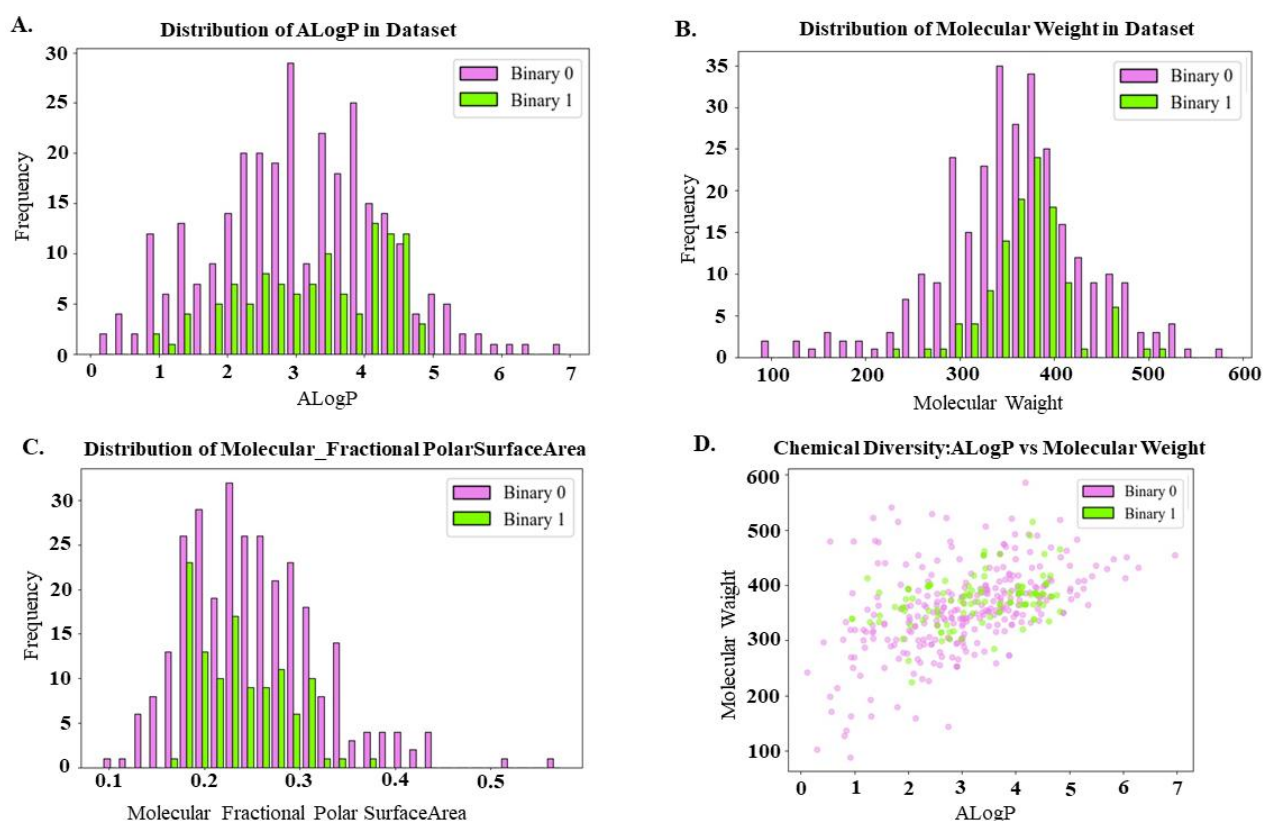 A.
Distribution of ALogP in Dataset
30
25
20
15
10
5
0
Frequency
Binary 0
Binary 1
0 1 2 3 4 5 6 7
ALogP
B.
Distribution of Molecular Weight in Dataset
35
30
25
20
15
10
5
0
Frequency
Binary 0
Binary 1
100 200 300 400 500 600
Molecular Waight
C.
Distribution of Molecular_Fractional PolarSurfaceArea
30
25
20
15
10
5
0
Frequency
Binary 0
Binary 1
0.1 0.2 0.3 0.4 0.5
Molecular_Fractional_Polar SurfaceArea
D.
Chemical Diversity:ALogP vs Molecular Weight
600
500
400
300
200
100
Molecular Waight
Binary 0
Binary 1
0 1 2 3 4 5 6 7
ALogP